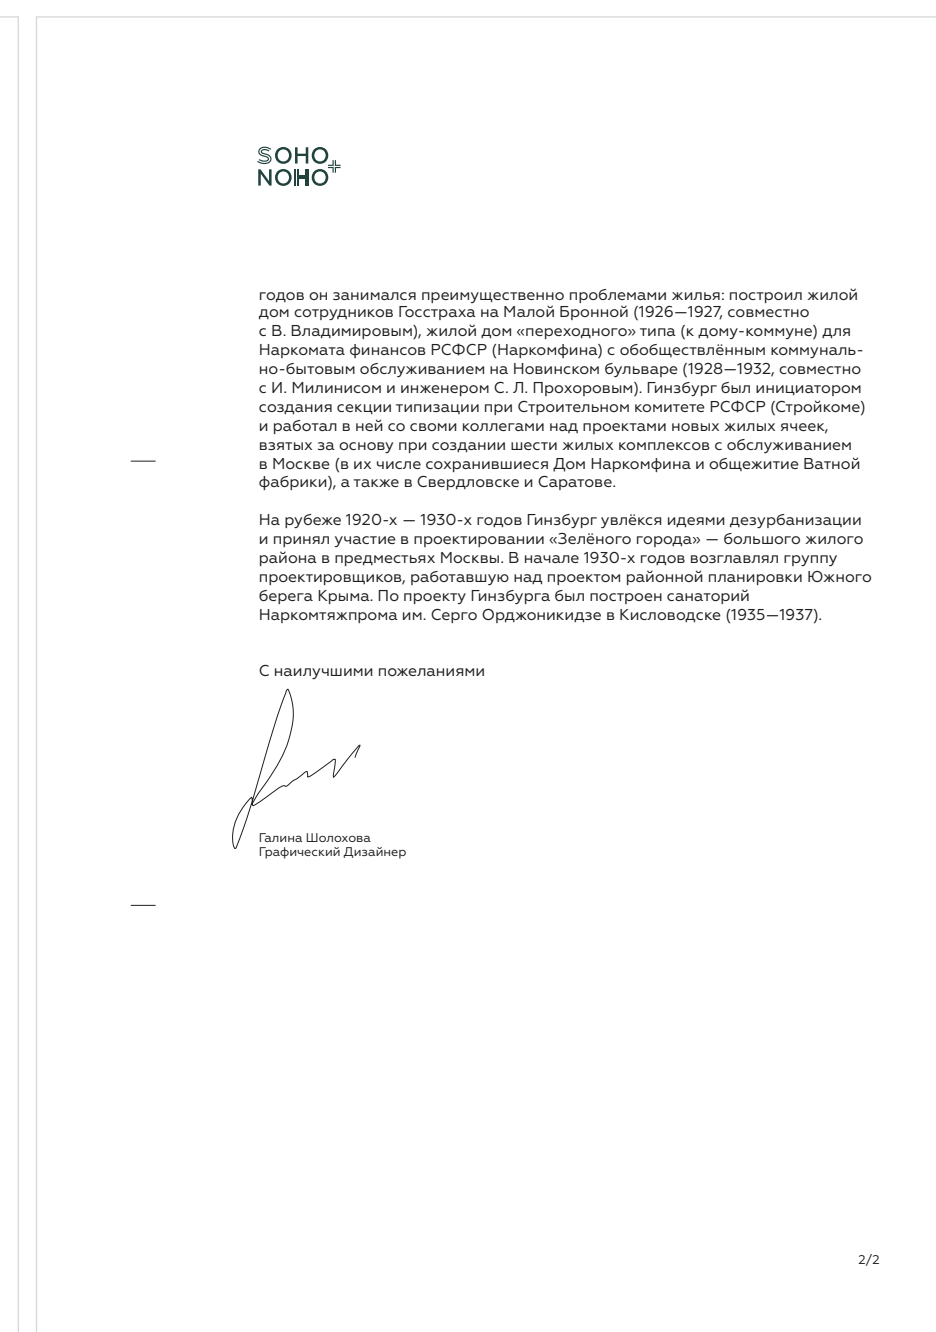 SOHO
NOHO
годов он занимался преимущественно проблемами жилья: построил жилой
дом сотрудников Госстраха на Малой Бронной (1926—1927, совместно
с В. Владимировым), жилой дом «переходного» типа (к дому-коммуне) для
Наркомата финансов РСФСР (Наркомфина) с обобществлённым коммуналь-
но-бытовым обслуживанием на Новинском бульваре (1928—1932, совместно
с И. Милинисом и инженером С. Л. Прохоровым). Гинзбург был инициатором
создания секции типизации при Строительном комитете РСФСР (Стройкоме)
и работал в ней со своми коллегами над проектами новых жилых ячеек,
взятых за основу при создании шести жилых комплексов с обслуживанием
в Москве (в их числе сохранившиеся Дом Наркомфина и общежитие Ватной
фабрики), а также в Свердловске и Саратове.
На рубеже 1920-х — 1930-х годов Гинзбург увлёкся идеями дезурбанизации
и принял участие в проектировании «Зелёного города» — большого жилого
района в предместьях Москвы. В начале 1930-х годов возглавлял группу
проектировщиков, работавшую над проектом районной планировки Южного
берега Крыма. По проекту Гинзбурга был построен санаторий
Наркомтяжпрома им. Серго Орджоникидзе в Кисловодске (1935—1937).
С наилучшими пожеланиями
Галина Шолохова
Графический Дизайнер
2/2